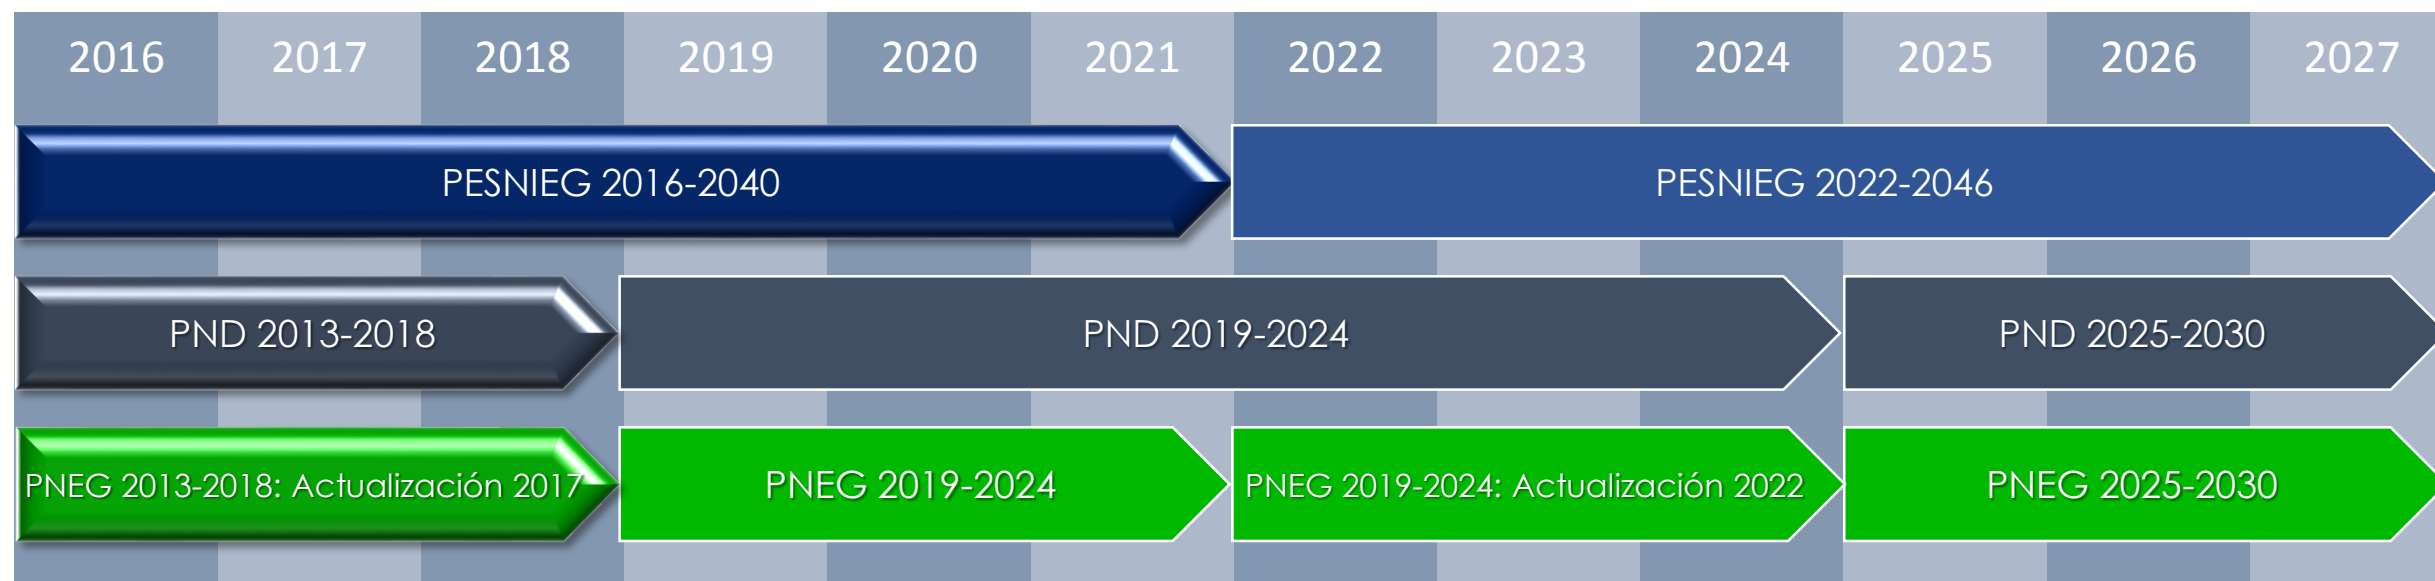 2016 2017 2018 2019 2020 2021 2022 2023 2024 2025 2026 2027
PESNIEG 2016-2040 PESNIEG 2022-2046
PND 2013-2018 PND 2019-2024 PND 2025-2030
PNEG 2013-2018: Actualización 2017 PNEG 2019-2024 PNEG 2019-2024: Actualización 2022 PNEG 2025-2030